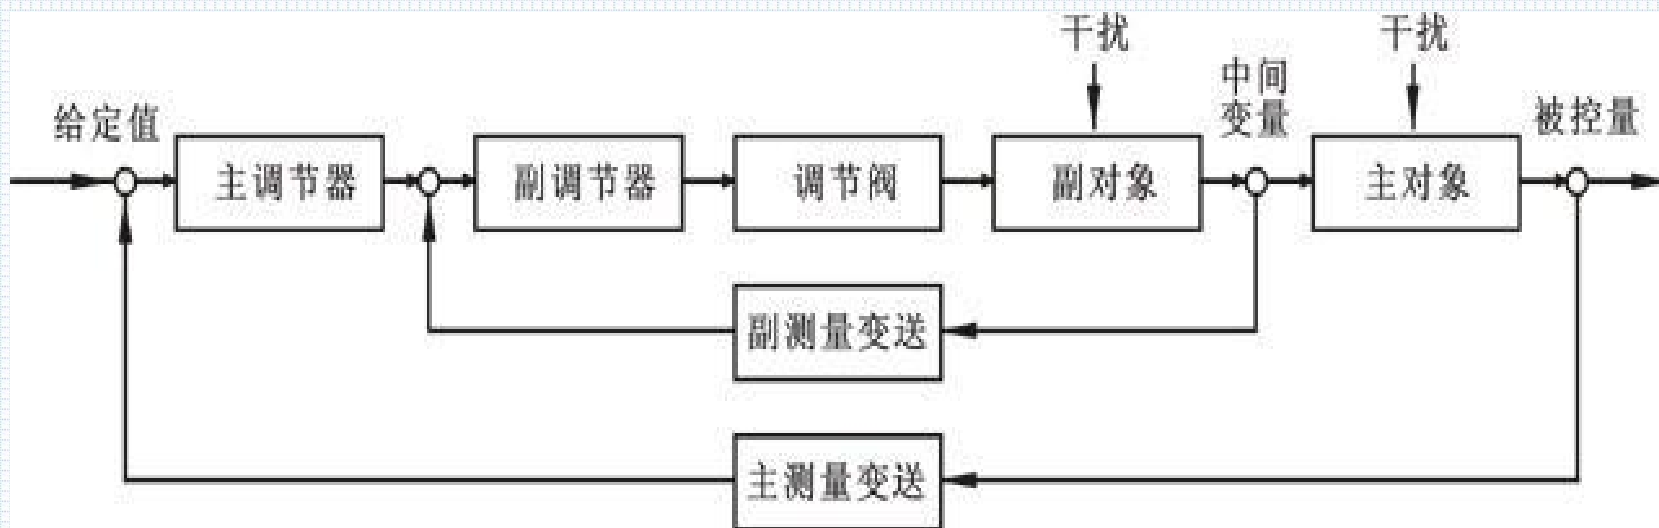 干扰
干扰
中间
变量
给定值
被控量
主调节器
副调节器
调节阀
副对象
主对象
副测量变送
主测量变送